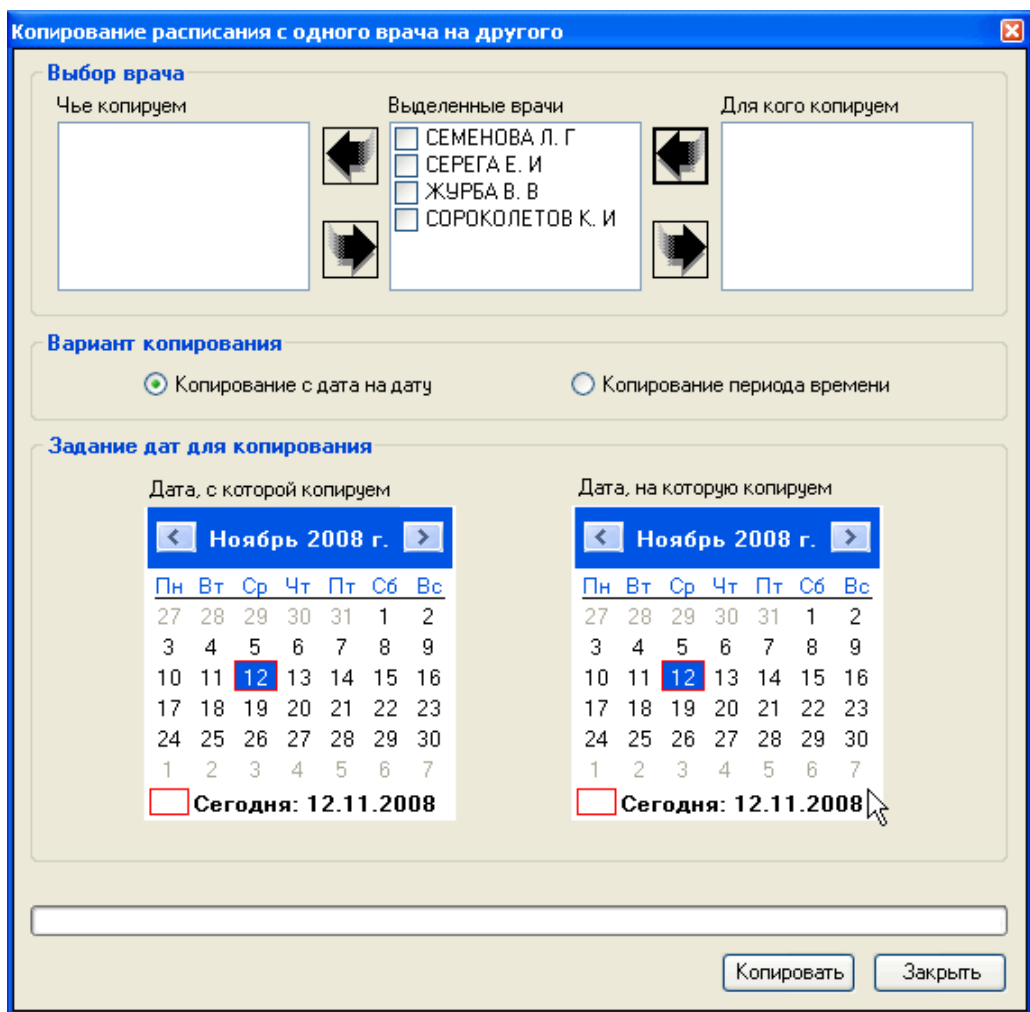 Копирование расписания с одного врача на другого
Выбор врача
Чье копируем Выделенные врачи Для кого копируем
СЕМЕНОВА Л. Г
СЕРЕГА Е. И
ЖУРБА В. В
СОРОКОЛЕТОВ К. И
Вариант копирования
Копирование с дата на дату Копирование периода времени
Задание дат для копирования
Дата, с которой копируем Дата, на которую копируем
Ноябрь 2008 г. Ноябрь 2008 г.
Пн Вт Ср Чт Пт Сб Вс Пн Вт Ср Чт Пт Сб Вс
27 28 29 30 31 1 2 27 28 29 30 31 1 2
3 4 5 6 7 8 9 3 4 5 6 7 8 9
10 11 12 13 14 15 16 10 11 12 13 14 15 16
17 18 19 20 21 22 23 17 18 19 20 21 22 23
24 25 26 27 28 29 30 24 25 26 27 28 29 30
1 2 3 4 5 6 7 1 2 3 4 5 6 7
Сегодня: 12.11.2008 Сегодня: 12.11.2008
Копировать Закрыть